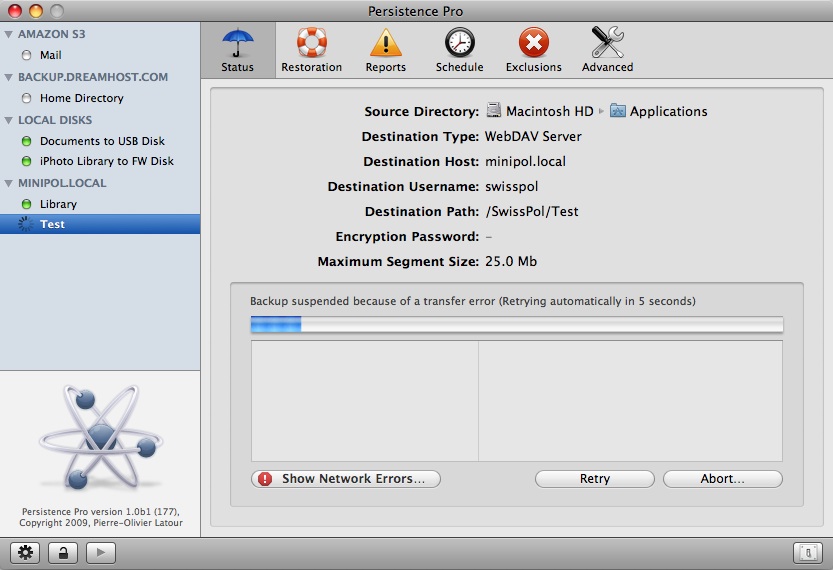 Persistence Pro
AMAZON S3
Mail
BACKUP.DREAMHOST.COM
Home Directory
LOCAL DISKS
Documents to USB Disk
iPhoto Library to FW Disk
MINIPOL.LOCAL
Library
Test
Persistence Pro version 1.0b1 (177),
Copyright 2009, Pierre-Olivier Latour
Status Restoration Reports Schedule Exclusions Advanced
Source Directory: Macintosh HD Applications
Destination Type: WebDAV Server
Destination Host: minipol.local
Destination Username: swisspol
Destination Path: /SwissPol/Test
Encryption Password: –
Maximum Segment Size: 25.0 Mb
Backup suspended because of a transfer error (Retrying automatically in 5 seconds)
Show Network Errors... Retry Abort...